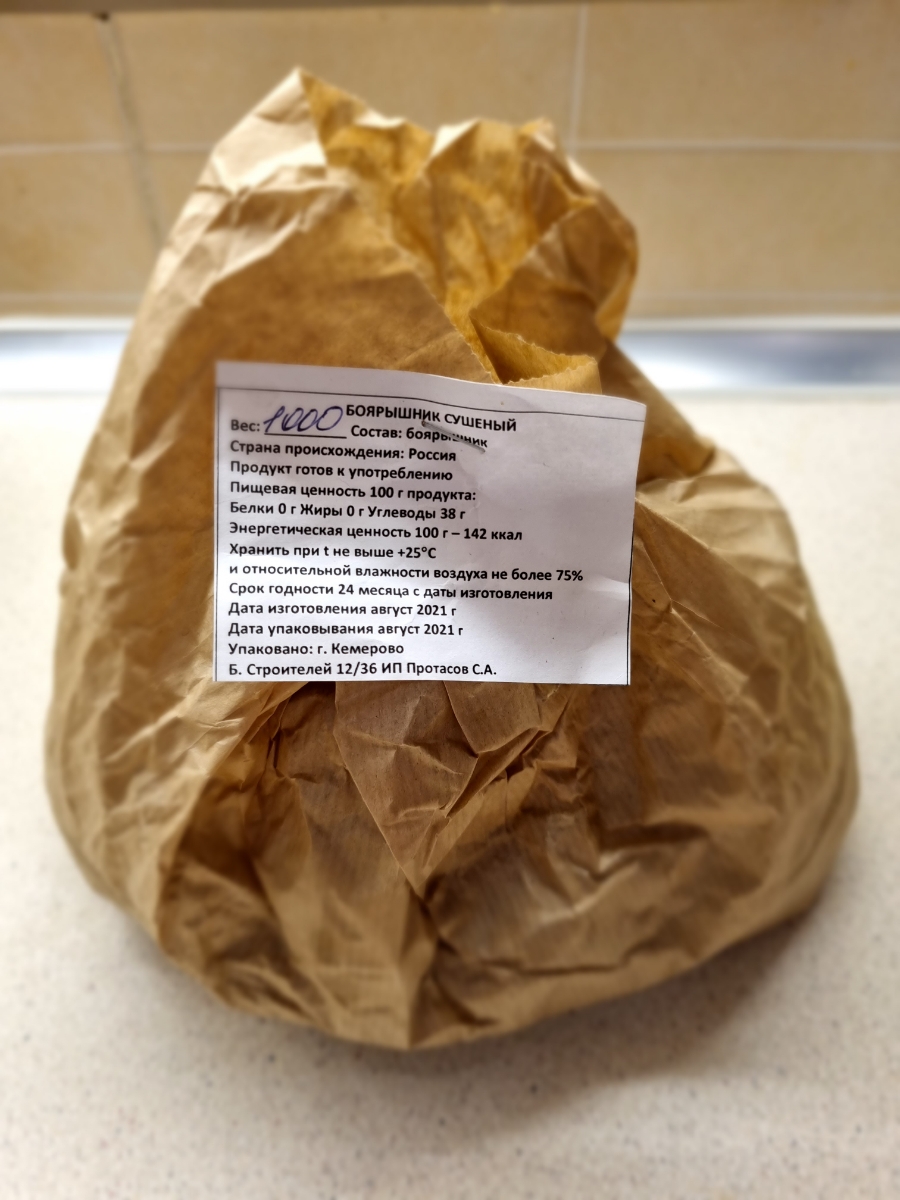 БОЯРЫШНИК СУШЕНЫЙ
Вес: 1000 Состав: боярышник
Страна происхождения: Россия
Продукт готов к употреблению
Пищевая ценность 100 г продукта:
Белки 0 г Жиры 0 г Углеводы 38 г
Энергетическая ценность 100 г – 142 ккал
Хранить при t не выше +25°С
и относительной влажности воздуха не более 75%
Срок годности 24 месяца с даты изготовления
Дата изготовления август 2021 г
Дата упаковывания август 2021 г
Упаковано: г. Кемерово
Б. Строителей 12/36 ИП Протасов С.А.